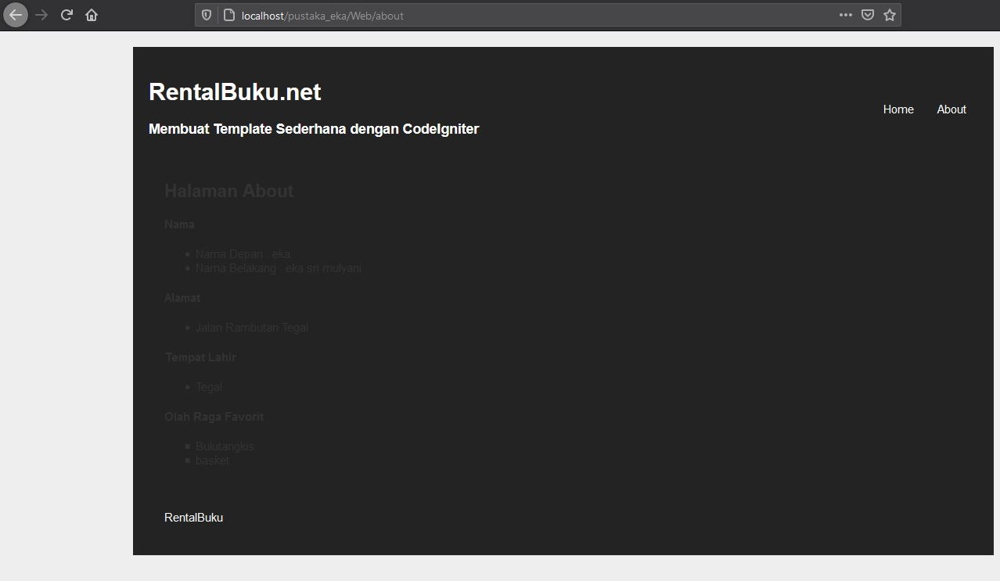 localhost/pustaka_eka/Web/about
RentalBuku.net
Home About
Membuat Template Sederhana dengan CodeIgniter
Halaman About
Nama
Nama Depan : eka
Nama Belakang : eka sri mulyani
Alamat
Jalan Rambutan Tegal
Tempat Lahir
Tegal
Olah Raga Favorit
Bulutangkis
basket
RentalBuku